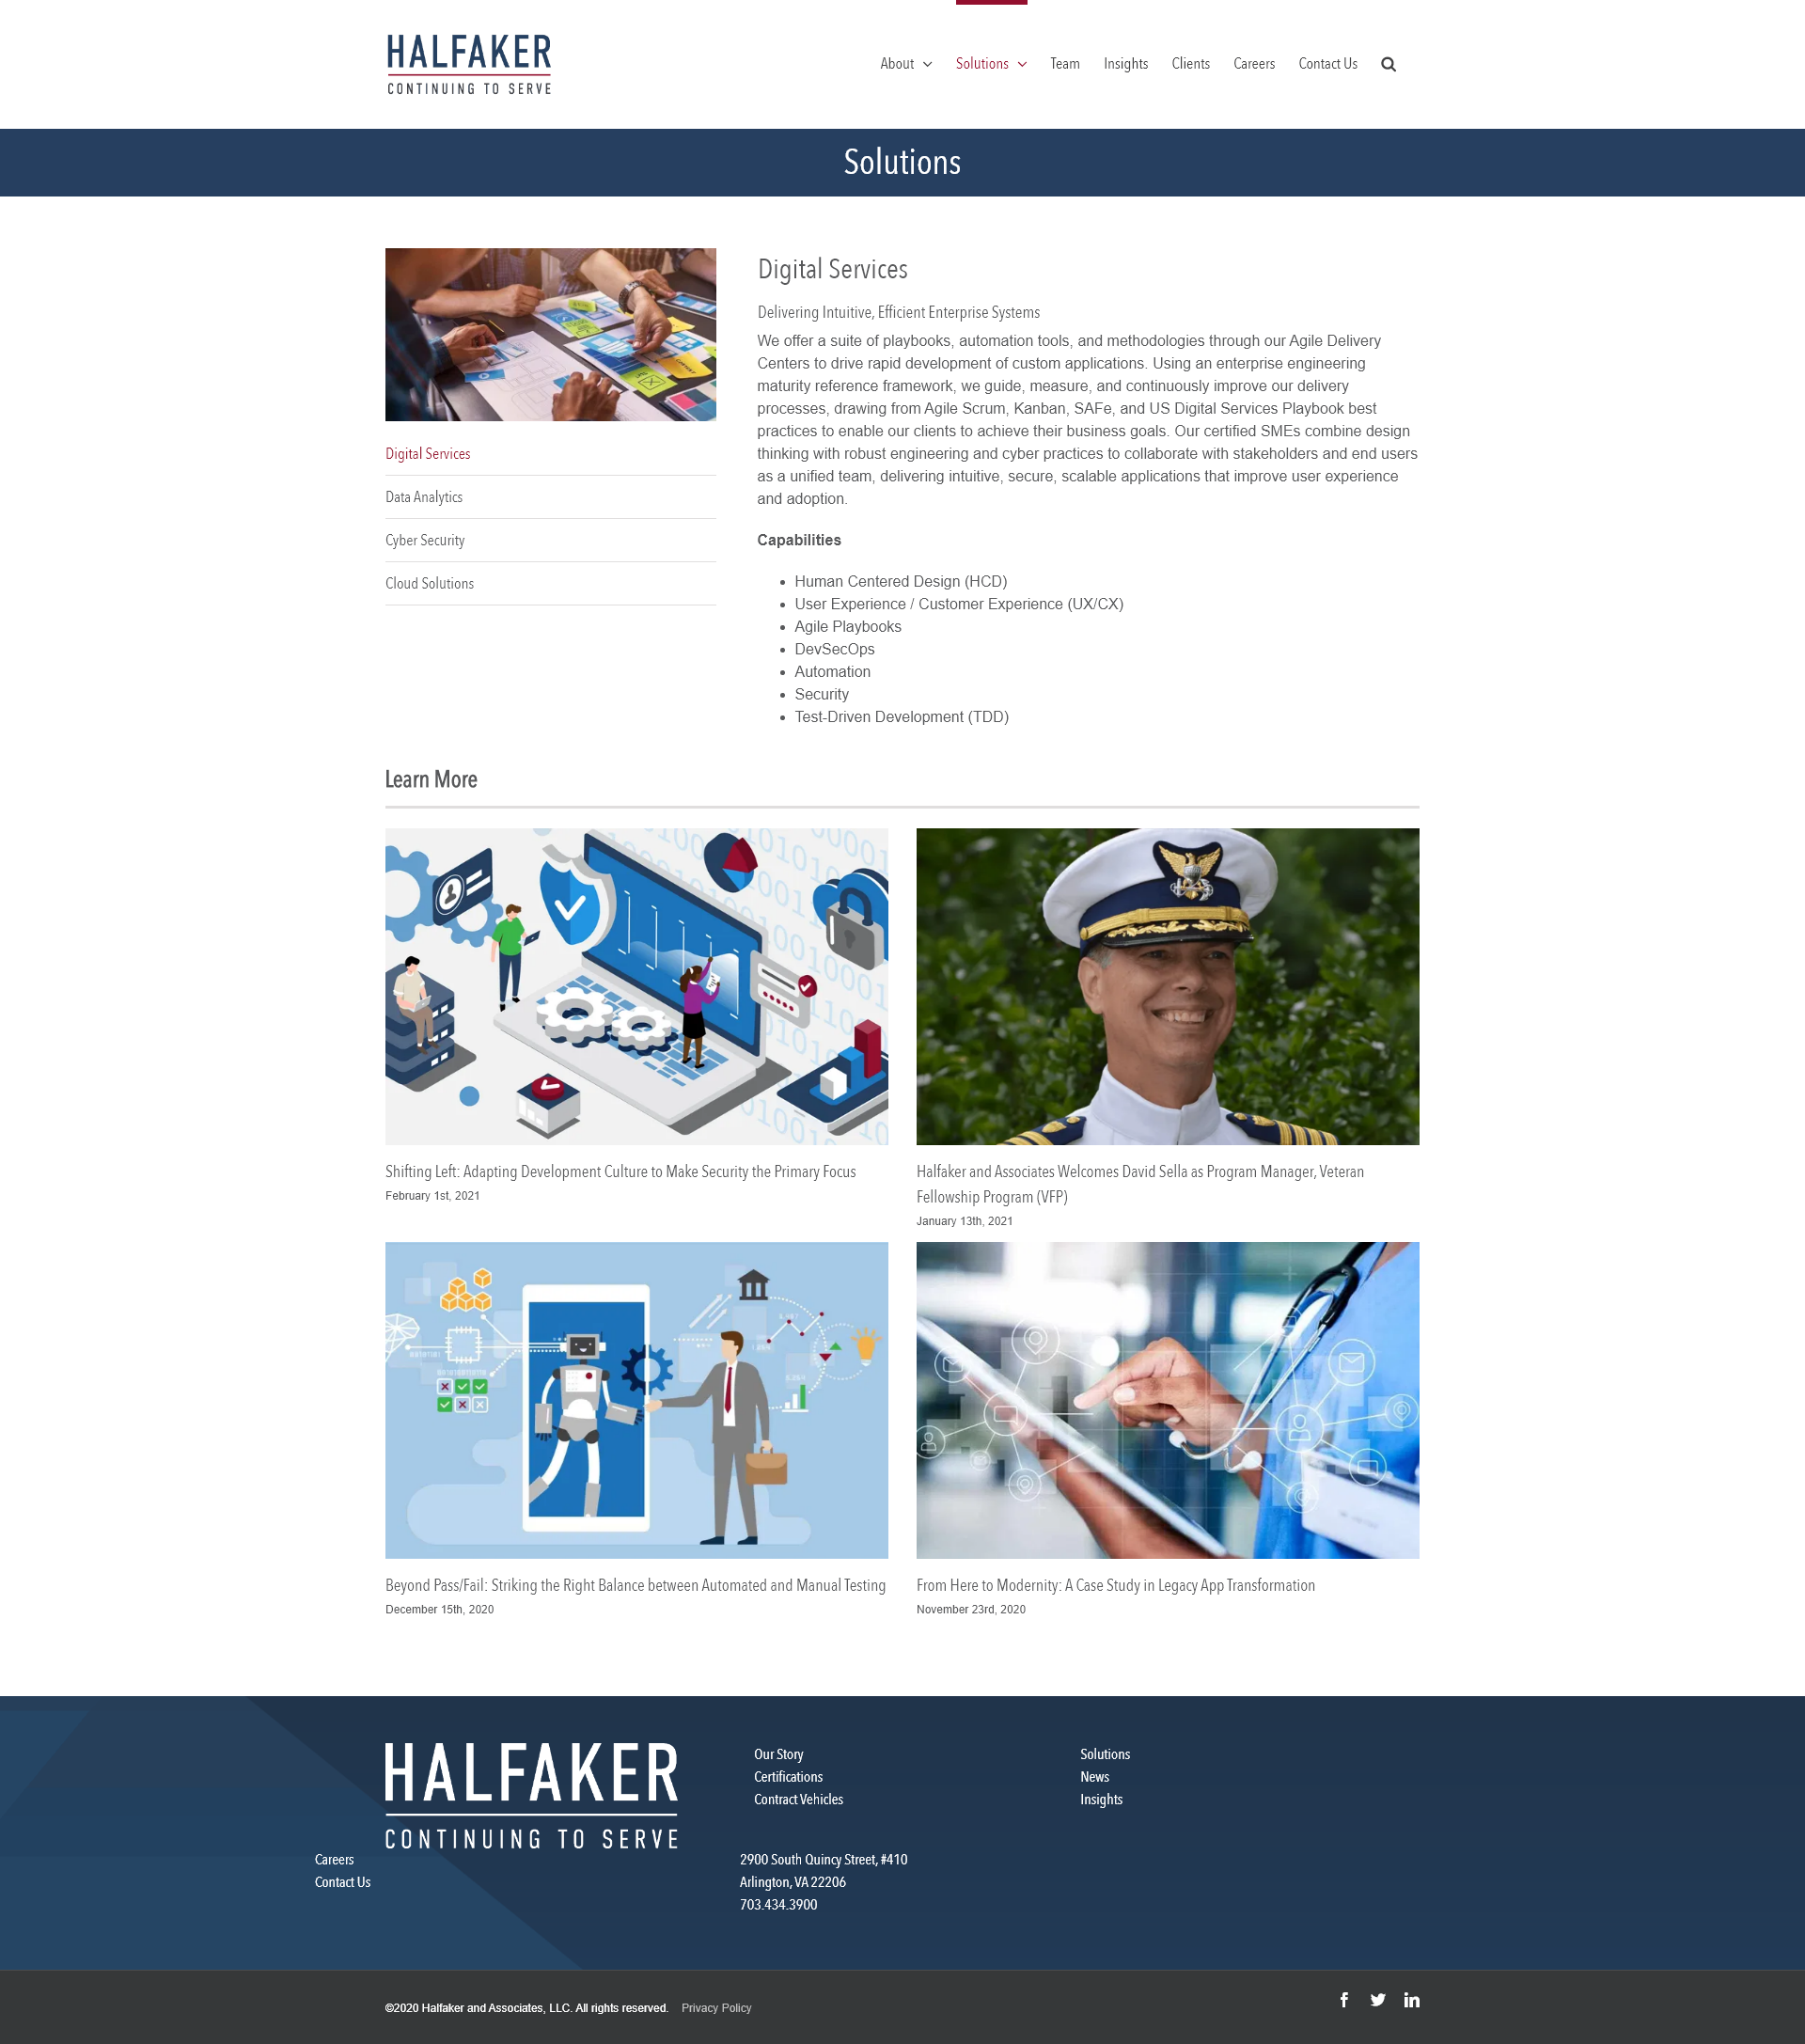 HALFAKER
CONTINUING TO SERVE
About
Solutions
Team
Insights
Clients
Careers
Contact Us
Solutions
Digital Services
Data Analytics
Cyber Security
Cloud Solutions
Digital Services
Delivering Intuitive, Efficient Enterprise Systems
We offer a suite of playbooks, automation tools, and methodologies through our Agile Delivery
Centers to drive rapid development of custom applications. Using an enterprise engineering
maturity reference framework, we guide, measure, and continuously improve our delivery
processes, drawing from Agile Scrum, Kanban, SAFe, and US Digital Services Playbook best
practices to enable our clients to achieve their business goals. Our certified SMEs combine design
thinking with robust engineering and cyber practices to collaborate with stakeholders and end users
as a unified team, delivering intuitive, secure, scalable applications that improve user experience
and adoption.
Capabilities
Human Centered Design (HCD)
User Experience / Customer Experience (UX/CX)
Agile Playbooks
DevSecOps
Automation
Security
Test-Driven Development (TDD)
Learn More
Shifting Left: Adapting Development Culture to Make Security the Primary Focus
February 1st, 2021
Halfaker and Associates Welcomes David Sella as Program Manager, Veteran
Fellowship Program (VFP)
January 13th, 2021
Beyond Pass/Fail: Striking the Right Balance between Automated and Manual Testing
December 15th, 2020
From Here to Modernity: A Case Study in Legacy App Transformation
November 23rd, 2020
HALFAKER
CONTINUING TO SERVE
Our Story
Certifications
Contract Vehicles
Solutions
News
Insights
Careers
Contact Us
2900 South Quincy Street, #410
Arlington, VA 22206
703.434.3900
©2020 Halfaker and Associates, LLC. All rights reserved. Privacy Policy